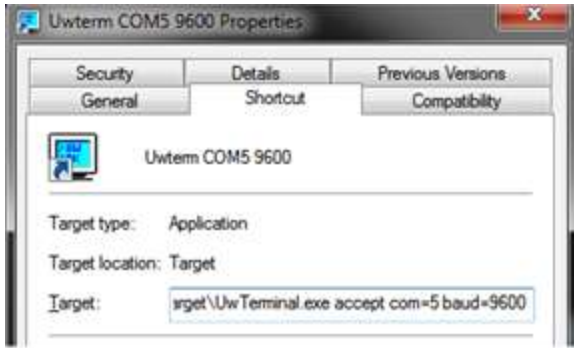 Uwterm COM5 9600 Properties
Security Details Previous Versions
General Shortcut Compatibility
Uwterm COM5 9600
Target type: Application
Target location: Target
Target: arget\UwTerminal.exe accept com=5 baud=9600